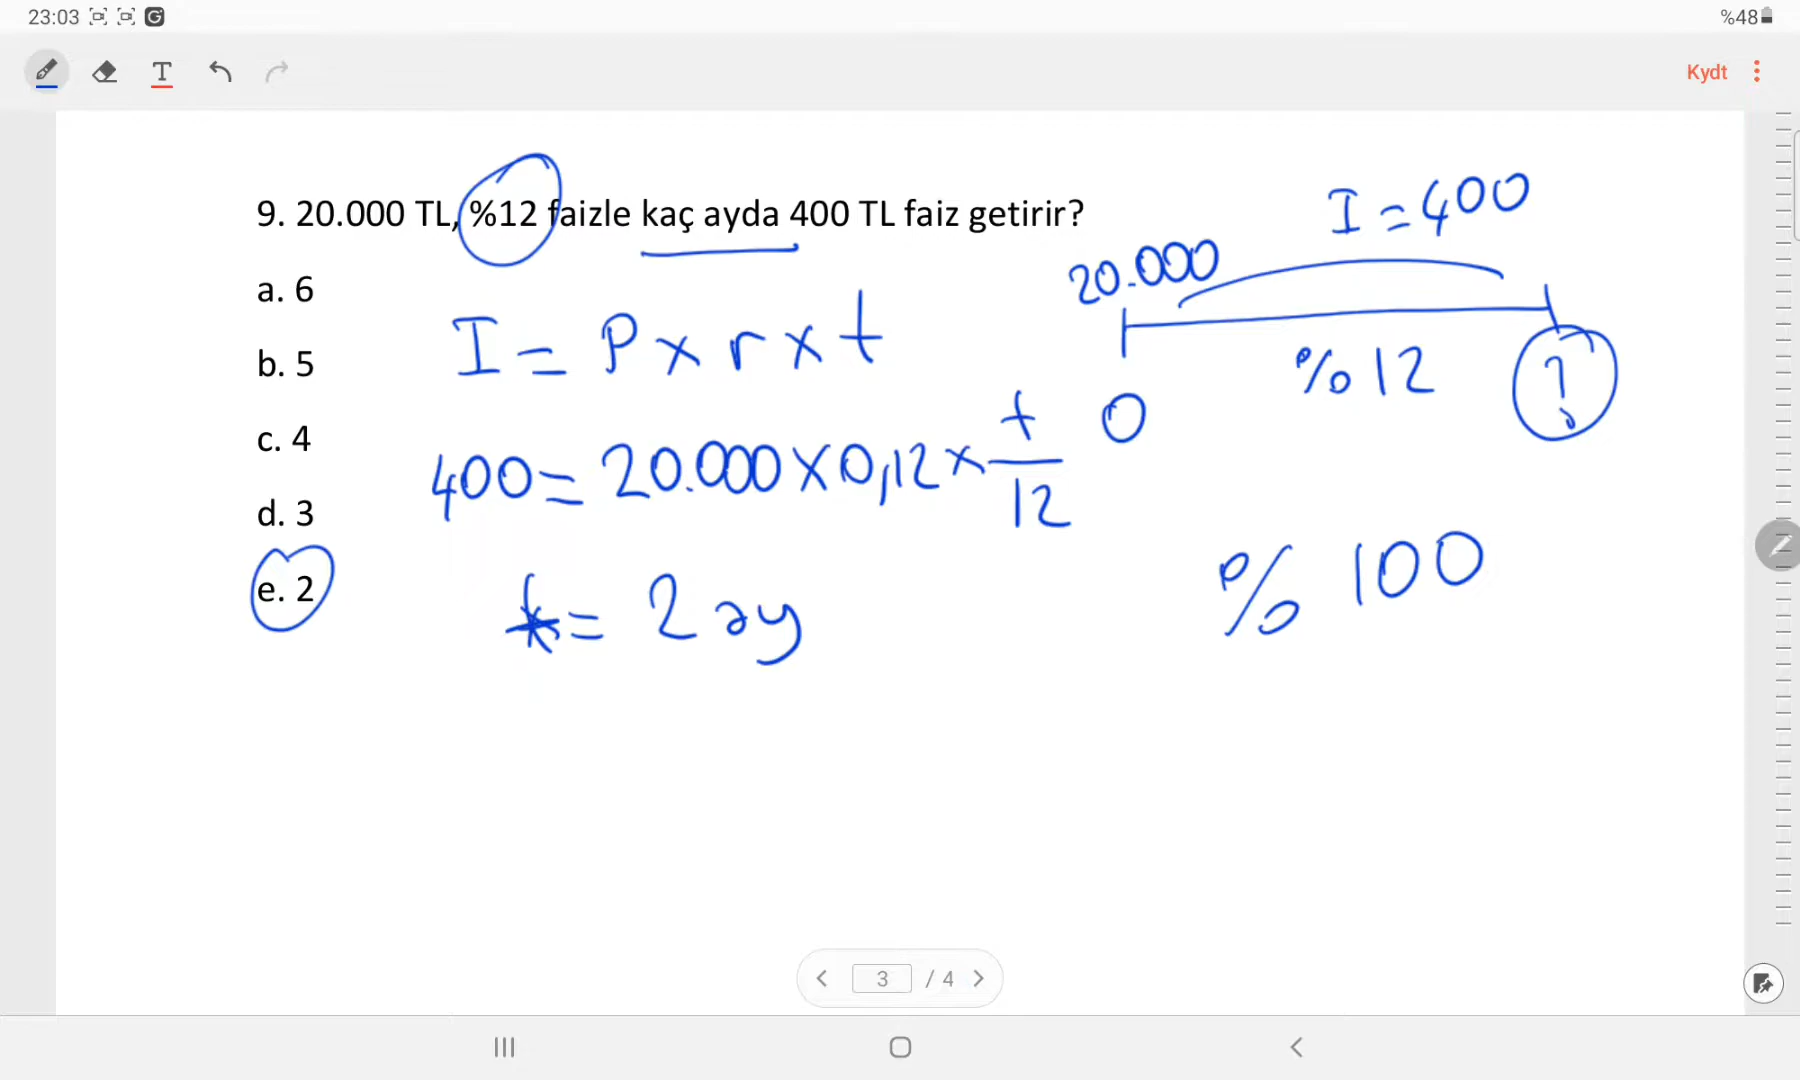 23:03
%48
T
Kydt
9. 20.000 TL, %12 faizle kaç ayda 400 TL faiz getirir?
a. 6
b. 5
c. 4
d. 3
e. 2
I = P x r x t
400 = 20.000 x 0,12 x t/12
t = 2 ay
I = 400
20.000
% 12
?
0
% 100
3 / 4